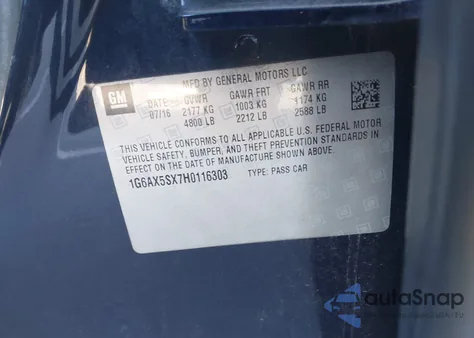 GM
MFD BY GENERAL MOTORS LLC
DATE GVWR GAWR FRT GAWR RR
07/16 2177 KG 1003 KG 1174 KG
4800 LB 2212 LB 2588 LB
THIS VEHICLE CONFORMS TO ALL APPLICABLE U.S. FEDERAL MOTOR
VEHICLE SAFETY, BUMPER, AND THEFT PREVENTION STANDARDS IN
EFFECT ON THE DATE OF MANUFACTURE SHOWN ABOVE.
1G6AX5SX7H0116303 TYPE: PASS CAR
autoSnap